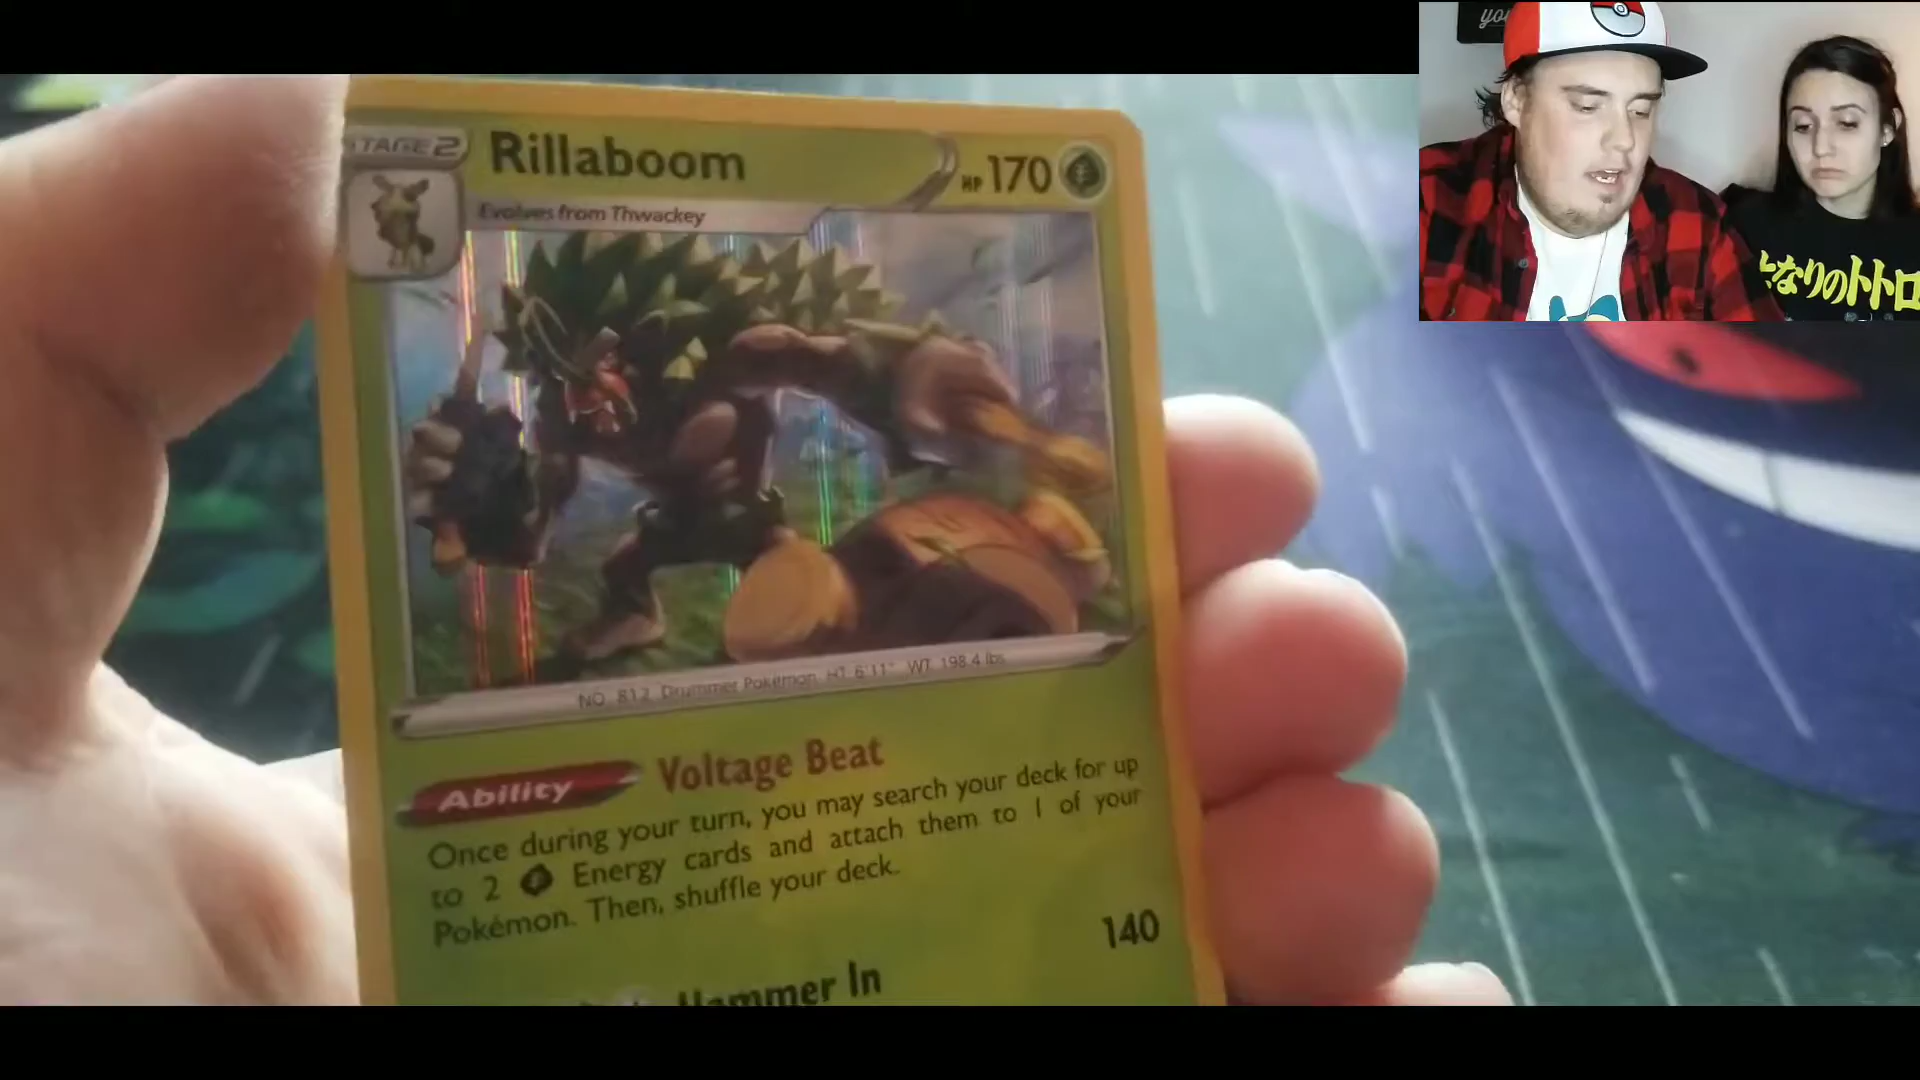 STAGE 2
Rillaboom
HP 170
Evolves from Thwackey
NO. 812 Drummer Pokémon HT 6'11" WT 198.4 lbs
Ability Voltage Beat
Once during your turn, you may search your deck for up
to 2 Energy cards and attach them to 1 of your
Pokémon. Then, shuffle your deck.
Hammer In 140
you
となりのトトロ